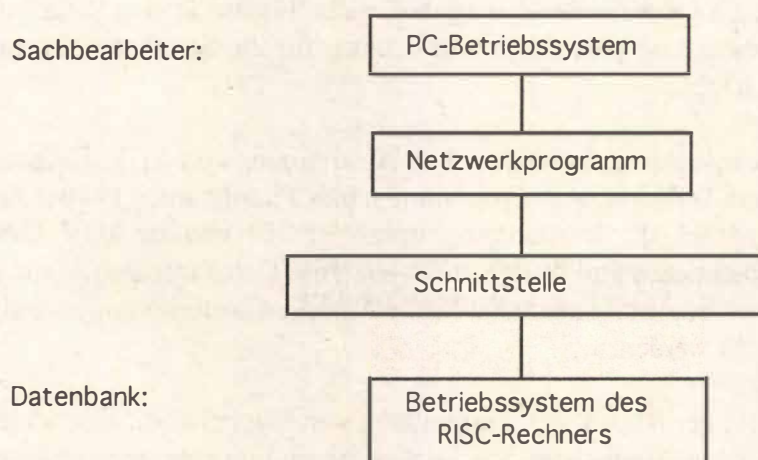 Sachbearbeiter:
PC-Betriebssystem
Netzwerkprogramm
Schnittstelle
Datenbank:
Betriebssystem des
RISC-Rechners